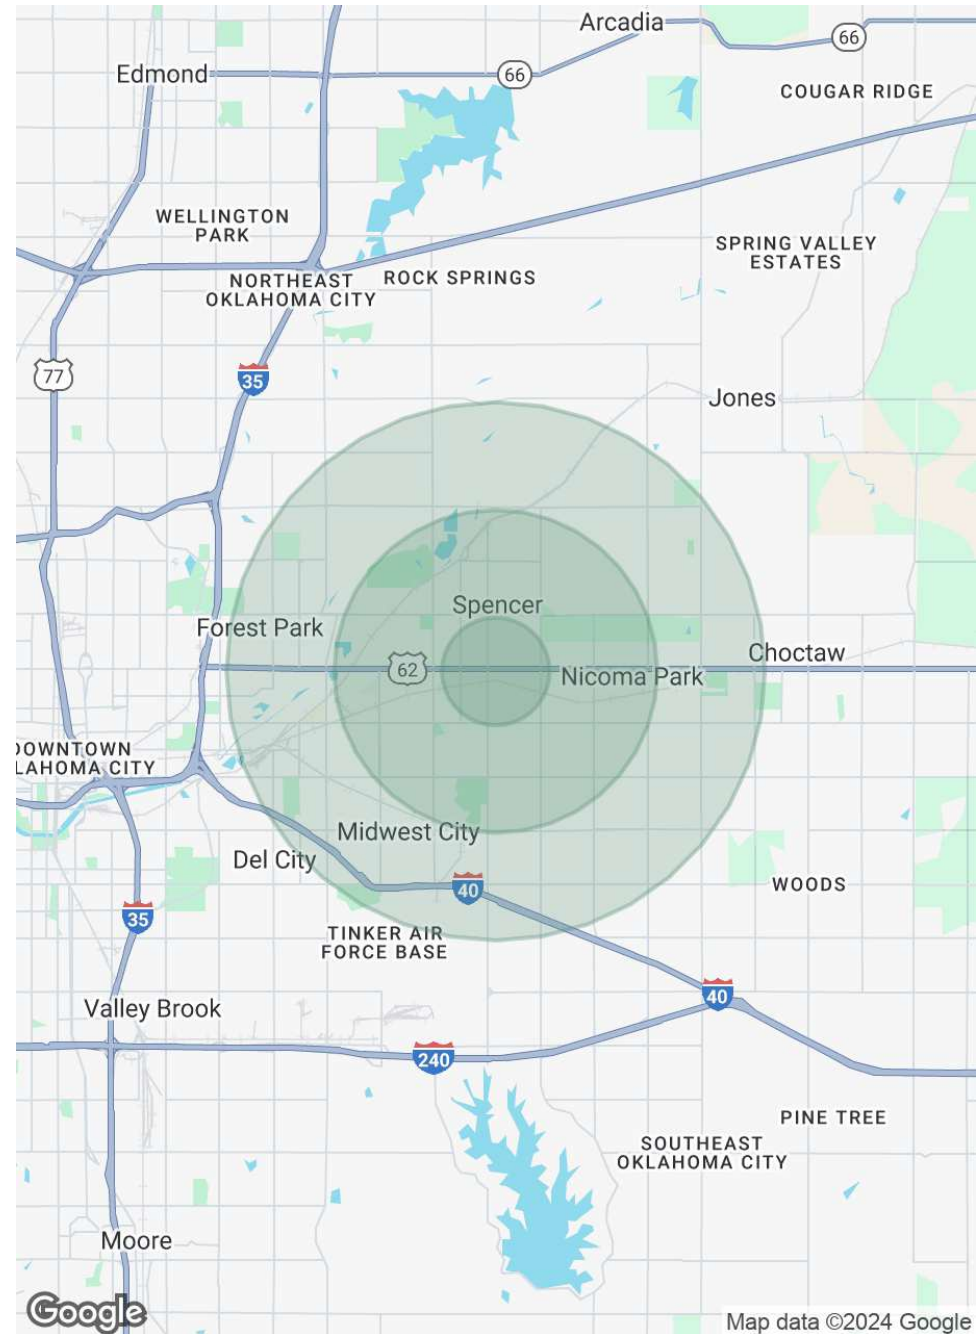 Arcadia
66
Edmond
66
COUGAR RIDGE
WELLINGTON
PARK
SPRING VALLEY
ESTATES
NORTHEAST
OKLAHOMA CITY
ROCK SPRINGS
77
35
Jones
Spencer
Forest Park
62
Nicoma Park
Choctaw
DOWNTOWN
LAHOMA CITY
Midwest City
Del City
40
WOODS
35
TINKER AIR
FORCE BASE
40
Valley Brook
240
PINE TREE
SOUTHEAST
OKLAHOMA CITY
Moore
Google
Map data ©2024 Google